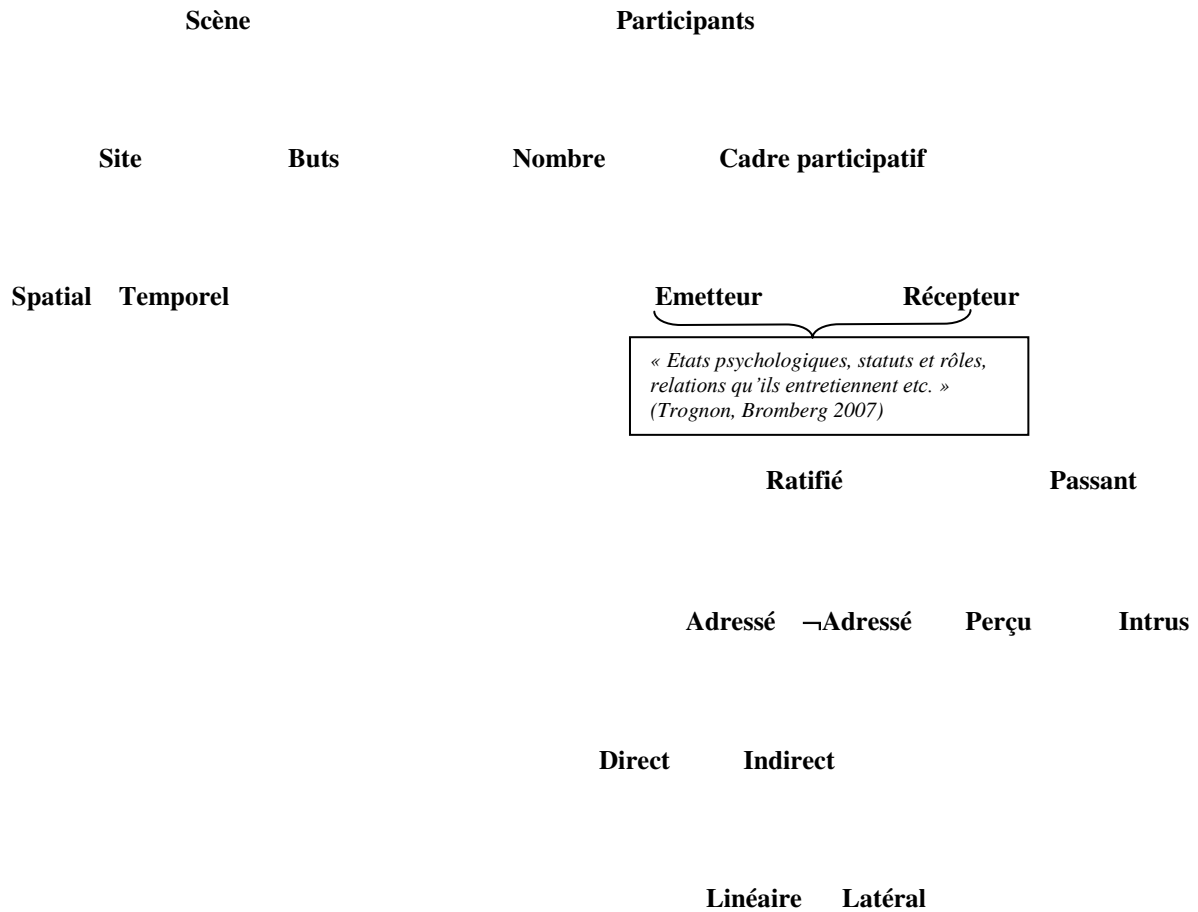 Scène Participants
Site Buts Nombre Cadre participatif
Spatial Temporel Emetteur Récepteur
« Etats psychologiques, statuts et rôles,
relations qu’ils entretiennent etc. »
(Trognon, Bromberg 2007)
Ratifié Passant
Adressé ¬Adressé Perçu Intrus
Direct Indirect
Linéaire Latéral